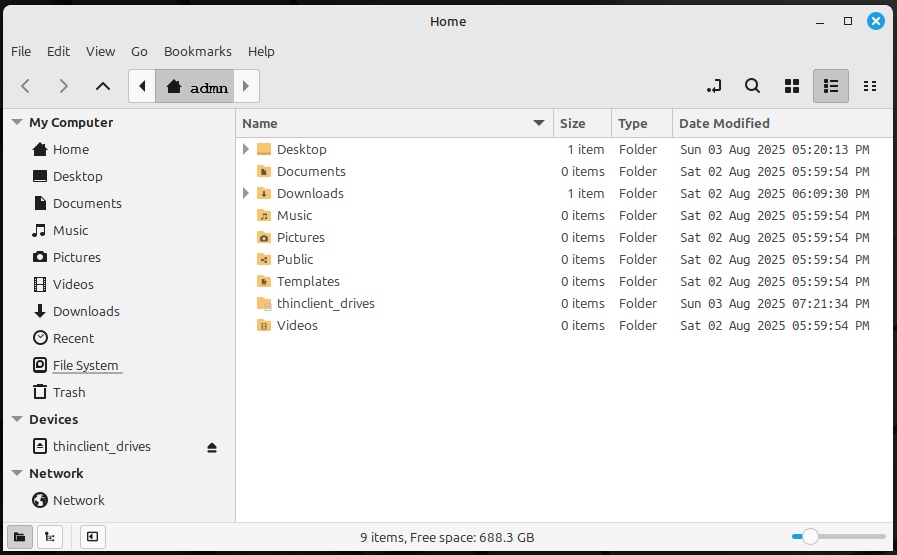 Home
File Edit View Go Bookmarks Help
admn
My Computer
Home
Desktop
Documents
Music
Pictures
Videos
Downloads
Recent
File System
Trash
Devices
thinclient_drives
Network
Network
Name Size Type Date Modified
Desktop 1 item Folder Sun 03 Aug 2025 05:20:13 PM
Documents 0 items Folder Sat 02 Aug 2025 05:59:54 PM
Downloads 1 item Folder Sat 02 Aug 2025 06:09:30 PM
Music 0 items Folder Sat 02 Aug 2025 05:59:54 PM
Pictures 0 items Folder Sat 02 Aug 2025 05:59:54 PM
Public 0 items Folder Sat 02 Aug 2025 05:59:54 PM
Templates 0 items Folder Sat 02 Aug 2025 05:59:54 PM
thinclient_drives 0 items Folder Sun 03 Aug 2025 07:21:34 PM
Videos 0 items Folder Sat 02 Aug 2025 05:59:54 PM
9 items, Free space: 688.3 GB